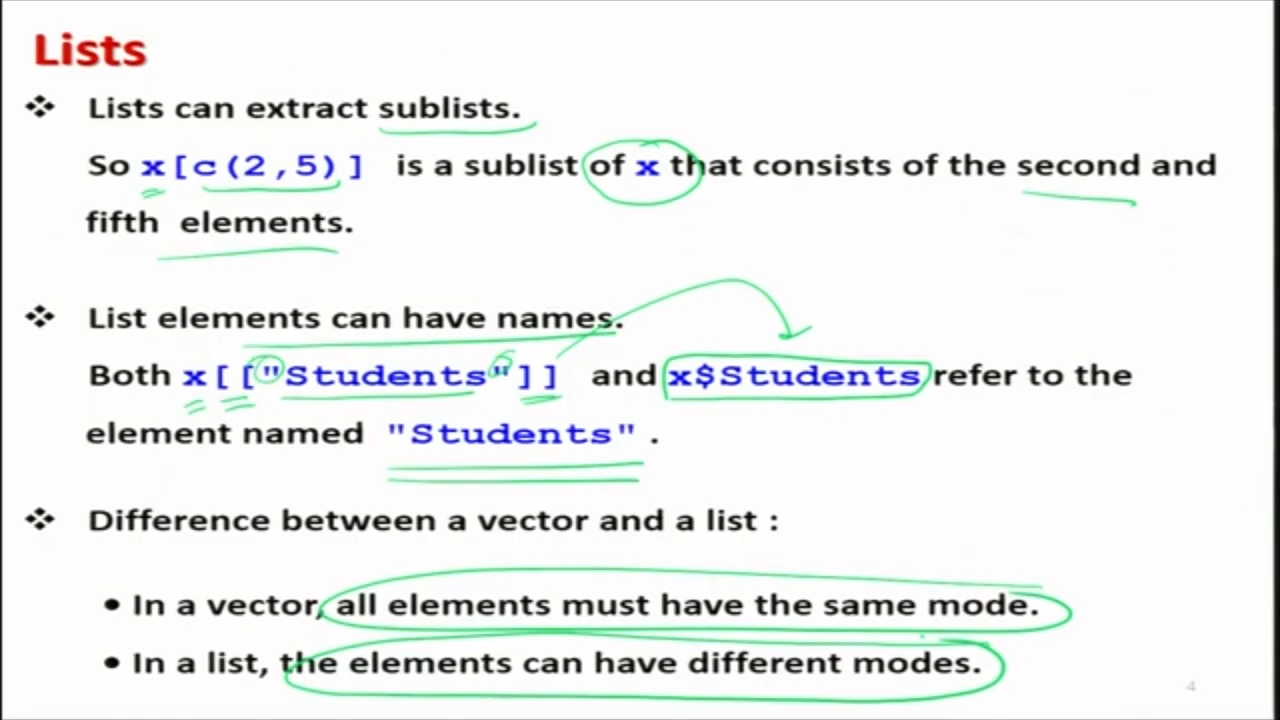 Lists
❖ Lists can extract sublists.
So x[c(2,5)] is a sublist of x that consists of the second and
fifth elements.
❖ List elements can have names.
Both x[["Students"]] and x$Students refer to the
element named "Students" .
❖ Difference between a vector and a list :
• In a vector, all elements must have the same mode.
• In a list, the elements can have different modes.
4